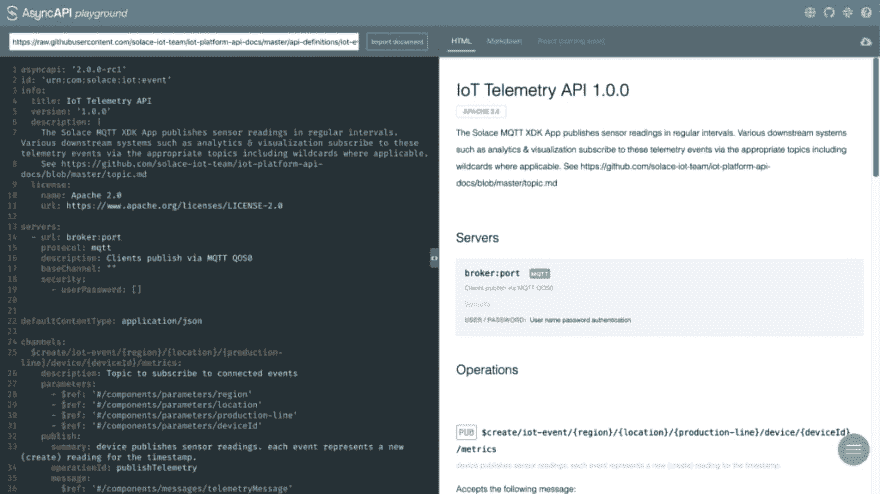 AsyncAPI playground
https://raw.githubusercontent.com/solace-iot-team/iot-platform-api-docs/master/api-definitions/iot-e
Import document
HTML
Markdown
React (coming soon)
1 asyncapi: '2.0.0-rc1'
2 id: 'urn:com:solace:iot:event'
3 info:
4 title: IoT Telemetry API
5 version: '1.0.0'
6 description: |
7 The Solace MQTT XDK App publishes sensor readings in regular intervals.
Various downstream systems such as analytics & visualization subscribe to these
telemetry events via the appropriate topics including wildcards where applicable.
8 See https://github.com/solace-iot-team/iot-platform-api-
docs/blob/master/topic.md
9 license:
10 name: Apache 2.0
11 url: https://www.apache.org/licenses/LICENSE-2.0
12
13 servers:
14 - url: broker:port
15 protocol: mqtt
16 description: Clients publish via MQTT QOS0
17 baseChannel: ""
18 security:
19 - userPassword: []
20
21
22 defaultContentType: application/json
23
24 channels:
25 $create/iot-event/{region}/{location}/{production-
line}/device/{deviceId}/metrics:
26 description: Topic to subscribe to connected events
27 parameters:
28 - $ref: '#/components/parameters/region'
29 - $ref: '#/components/parameters/location'
30 - $ref: '#/components/parameters/production-line'
31 - $ref: '#/components/parameters/deviceId'
32 publish:
33 summary: device publishes sensor readings. each event represents a new
(create) reading for the timestamp.
34 operationId: publishTelemetry
35 message:
36 $ref: '#/components/messages/telemetryMessage'
IoT Telemetry API 1.0.0
APACHE 2.0
The Solace MQTT XDK App publishes sensor readings in regular intervals. Various downstream systems
such as analytics & visualization subscribe to these telemetry events via the appropriate topics including
wildcards where applicable. See https://github.com/solace-iot-team/iot-platform-api-
docs/blob/master/topic.md
Servers
broker:port MQTT
Clients publish via MQTT QOS0
Security
USER / PASSWORD: User name password authentication
Operations
PUB $create/iot-event/{region}/{location}/{production-line}/device/{deviceId}
/metrics
device publishes sensor readings. each event represents a new (create) reading for the timestamp.
Accepts the following message: